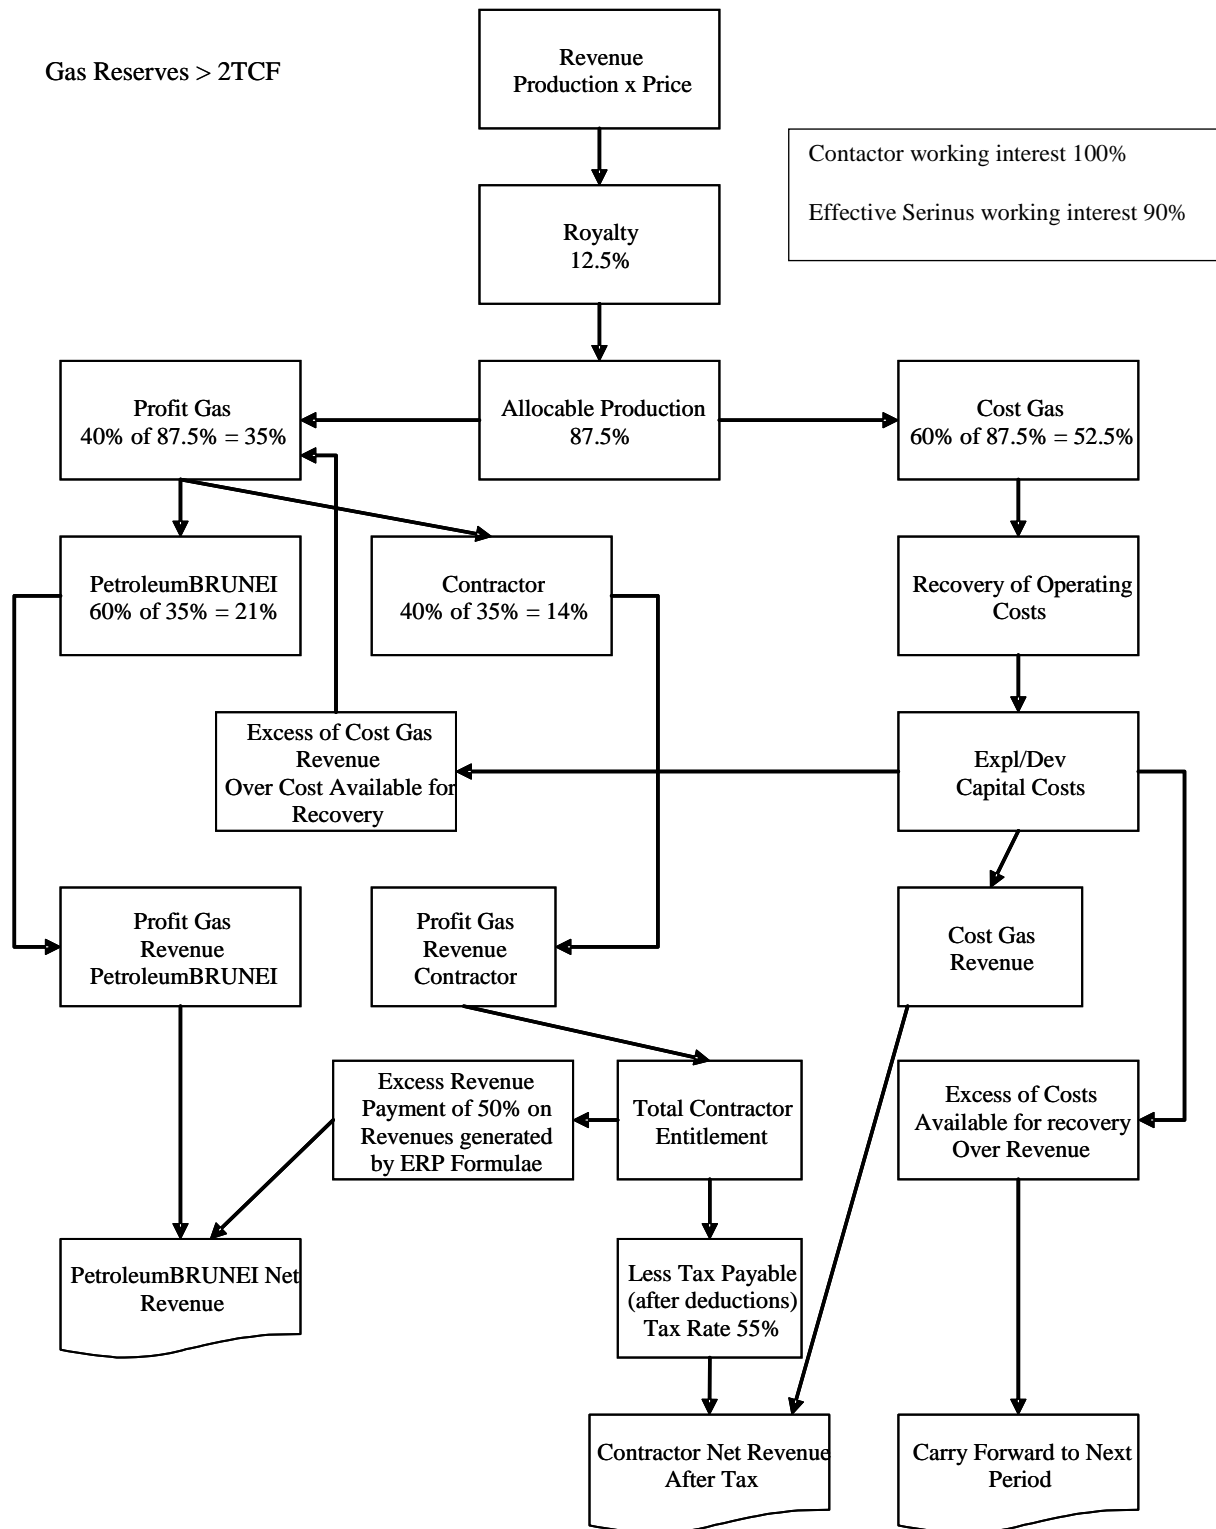 Gas Reserves > 2TCF
Revenue
Production x Price
Contactor working interest 100%
Effective Serinus working interest 90%
Royalty
12.5%
Profit Gas
40% of 87.5% = 35%
Allocable Production
87.5%
Cost Gas
60% of 87.5% = 52.5%
PetroleumBRUNEI
60% of 35% = 21%
Contractor
40% of 35% = 14%
Recovery of Operating
Costs
Excess of Cost Gas
Revenue
Over Cost Available for
Recovery
Expl/Dev
Capital Costs
Profit Gas
Revenue
PetroleumBRUNEI
Profit Gas
Revenue
Contractor
Cost Gas
Revenue
Excess Revenue
Payment of 50% on
Revenues generated
by ERP Formulae
Total Contractor
Entitlement
Excess of Costs
Available for recovery
Over Revenue
PetroleumBRUNEI Net
Revenue
Less Tax Payable
(after deductions)
Tax Rate 55%
Contractor Net Revenue
After Tax
Carry Forward to Next
Period